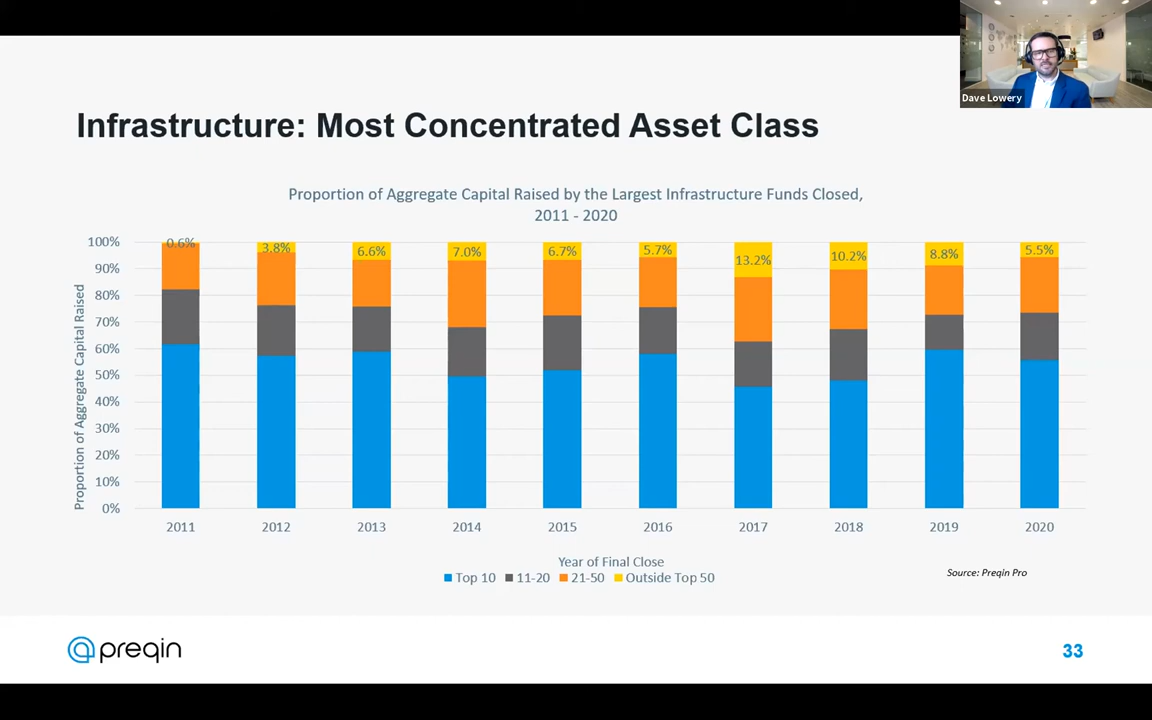 Dave Lowery
Infrastructure: Most Concentrated Asset Class
Proportion of Aggregate Capital Raised by the Largest Infrastructure Funds Closed,
2011 - 2020
Proportion of Aggregate Capital Raised
100%
90%
80%
70%
60%
50%
40%
30%
20%
10%
0%
0.6%
3.8%
6.6%
7.0%
6.7%
5.7%
13.2%
10.2%
8.8%
5.5%
2011 2012 2013 2014 2015 2016 2017 2018 2019 2020
Year of Final Close
Top 10 11-20 21-50 Outside Top 50
Source: Preqin Pro
preqin
33